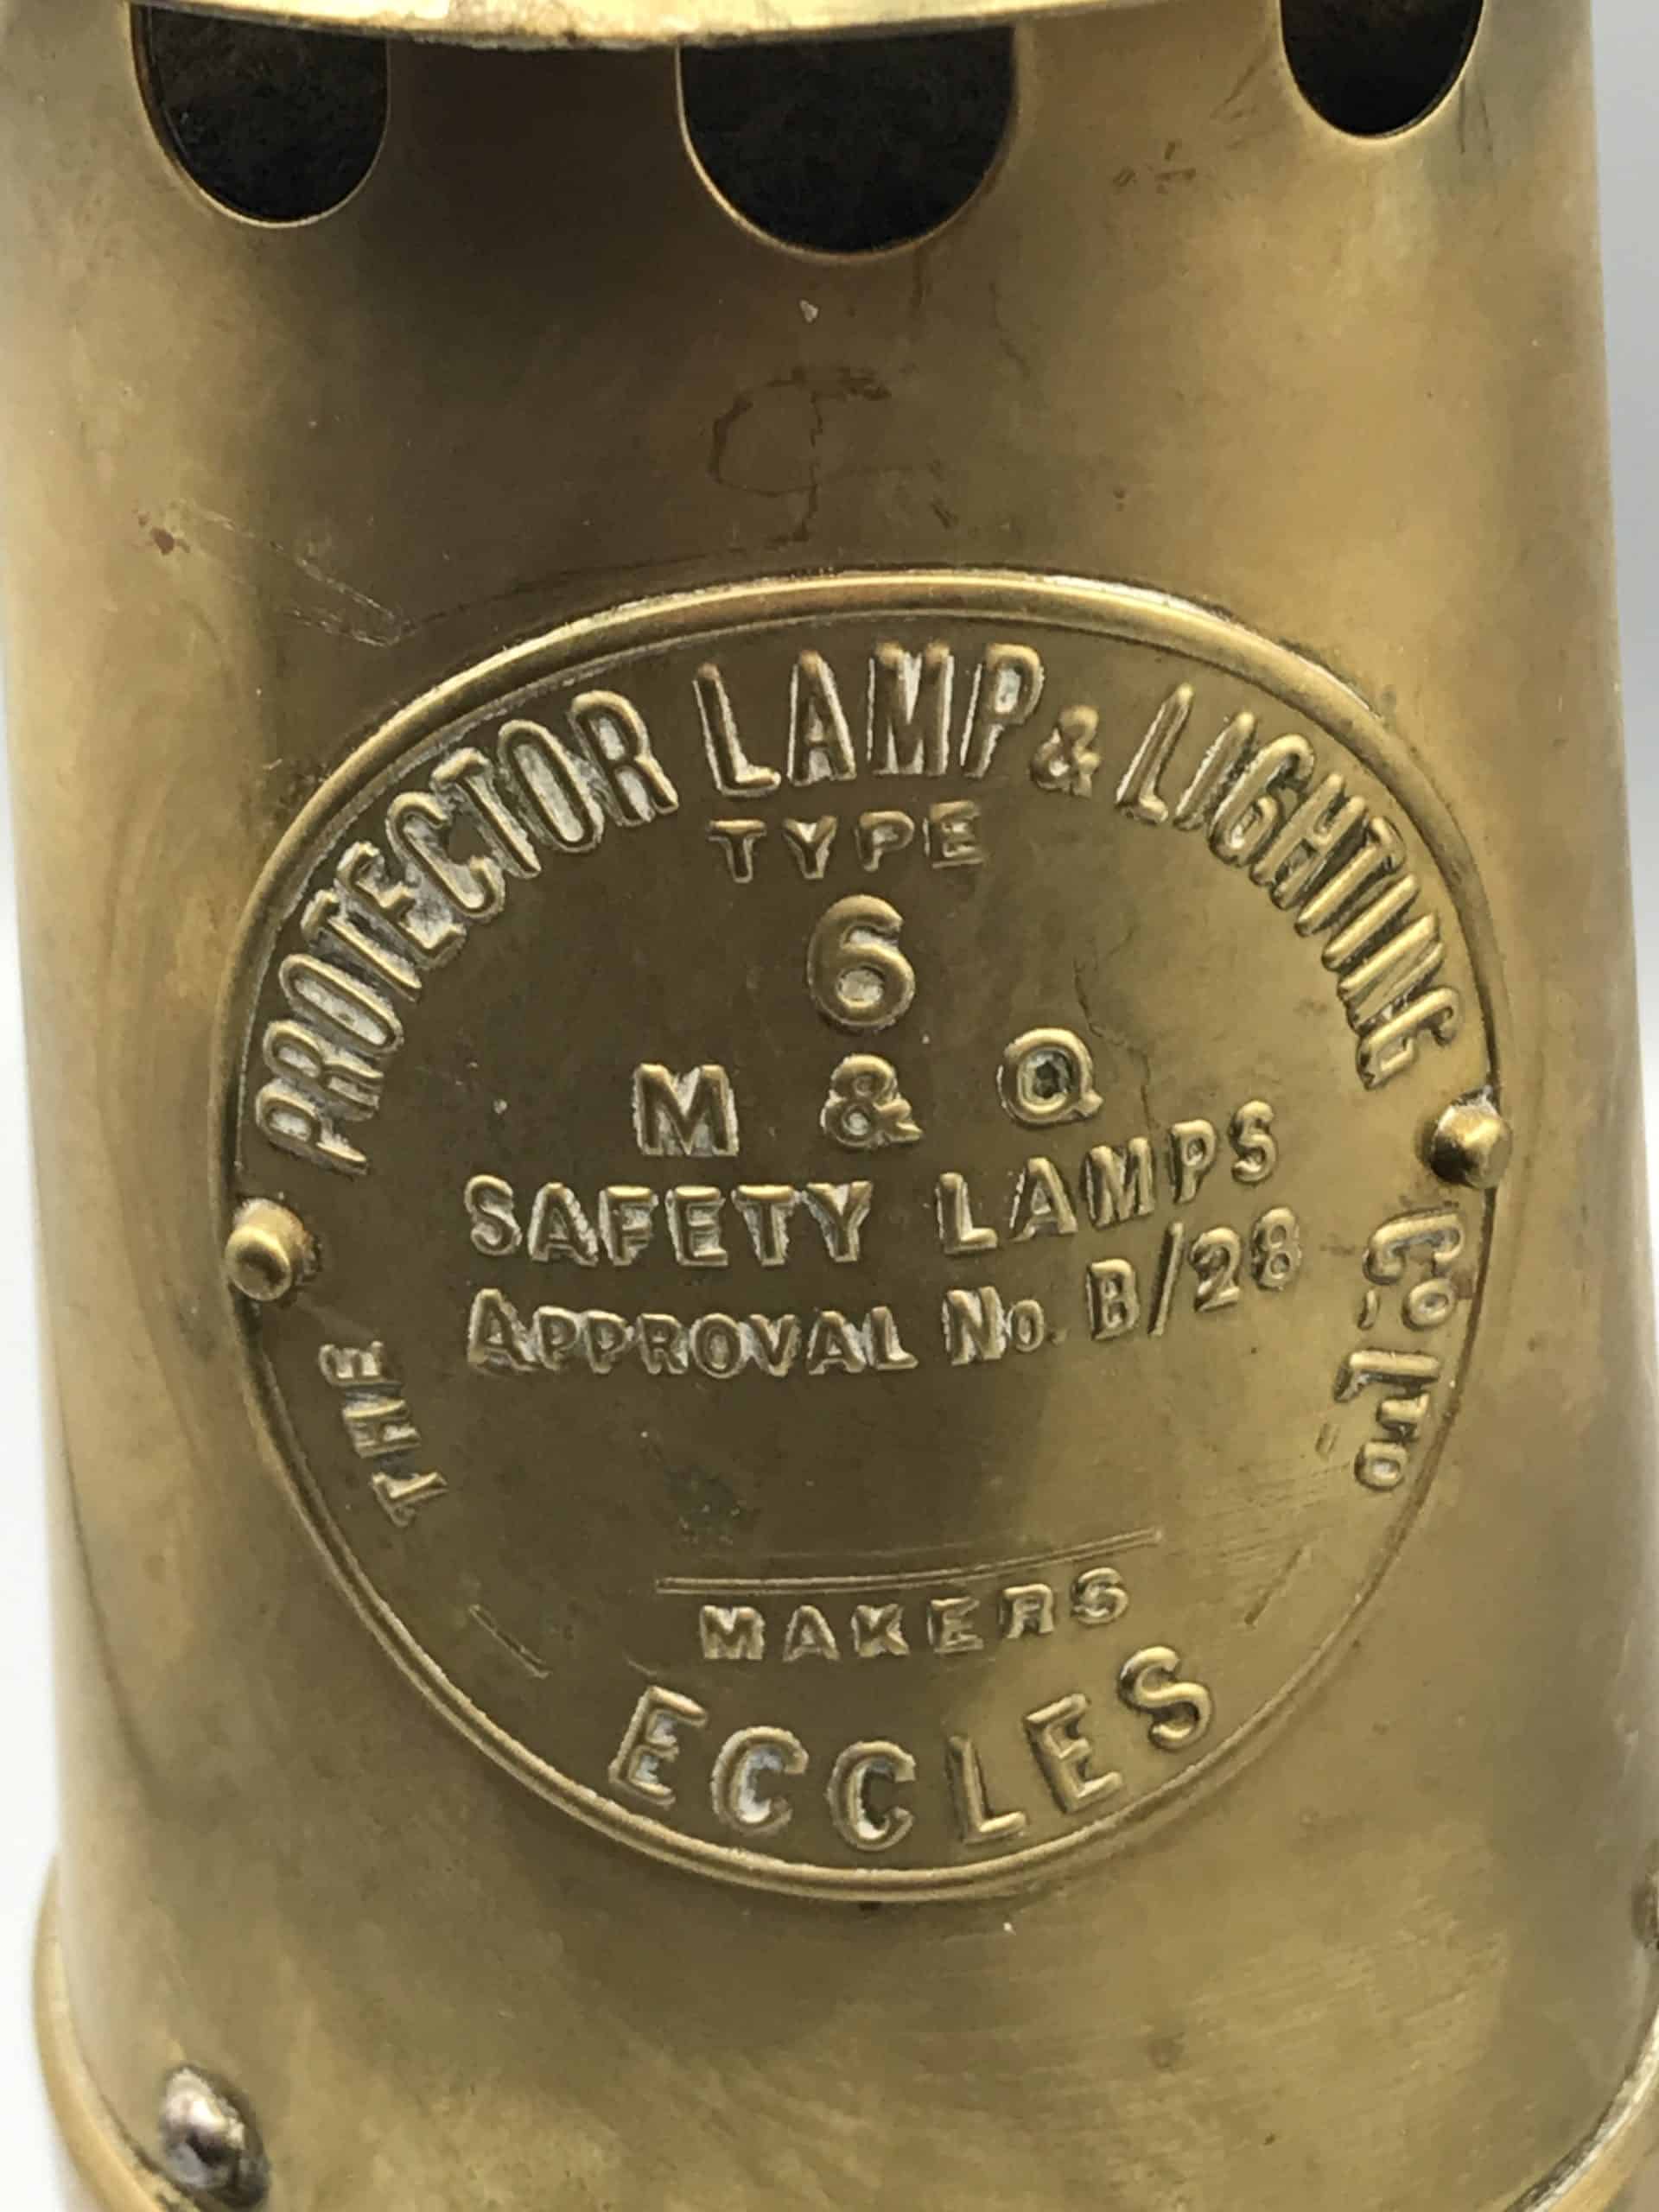 THE PROTECTOR LAMP & LIGHTING Co. LTD
TYPE
6
M & Q
SAFETY LAMPS
APPROVAL No. B/28
MAKERS
ECCLES